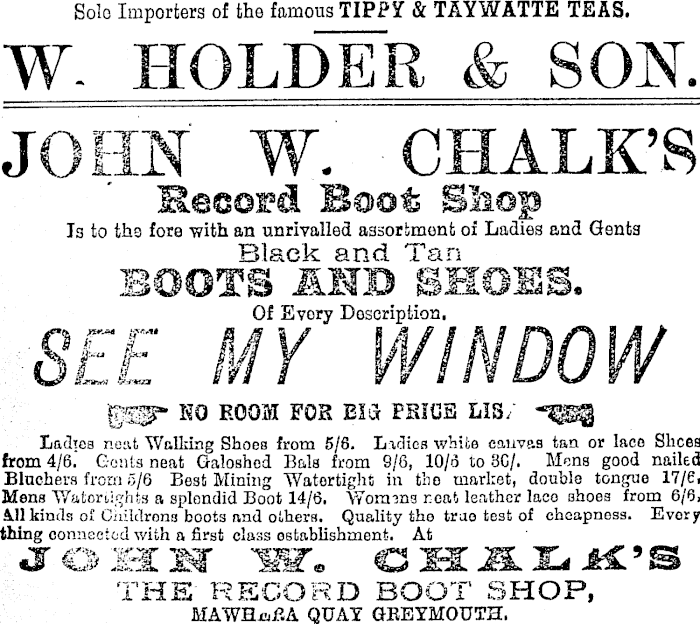 Sole Importers of the famous TIPPY & TAYWATTE TEAS.
W. HOLDER & SON.
JOHN W. CHALK'S
Record Boot Shop
Is to the fore with an unrivalled assortment of Ladies and Gents
Black and Tan
BOOTS AND SHOES.
Of Every Description.
SEE MY WINDOW
NO ROOM FOR BIG PRICE LIS.
Ladies neat Walking Shoes from 5/6. Ladies white canvas tan or lace Shoes
from 4/6. Gents neat Galoshed Bals from 9/6, 10/6 to 30/. Mens good nailed
Bluchers from 5/6 Best Mining Watertight in the market, double tongue 17/6,
Mens Watertights a splendid Boot 14/6. Womens neat leather lace shoes from 6/6,
All kinds of Childrens boots and others. Quality the true test of cheapness. Every
thing connected with a first class establishment. At
JOHN W. CHALK'S
THE RECORD BOOT SHOP,
MAWHERA QUAY GREYMOUTH.